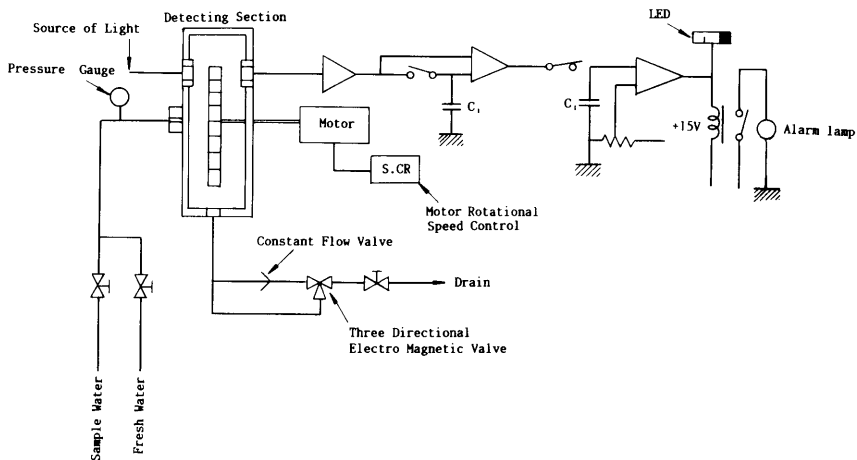 Detecting Section
LED
Source of Light
Pressure Gauge
C₁
C₁
Motor
+15V
Alarm lamp
S.CR
Motor Rotational
Speed Control
Constant Flow Valve
Drain
Three Directional
Electro Magnetic Valve
Sample Water
Fresh Water